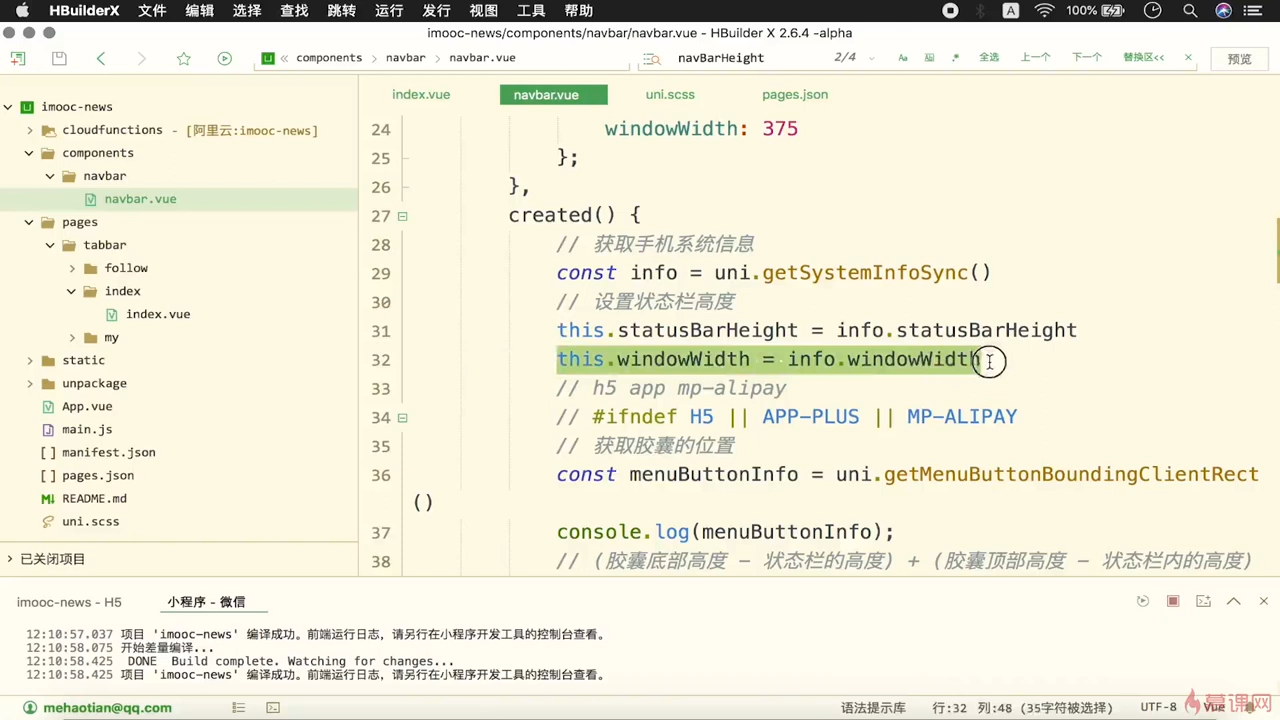 HBuilderX 文件 编辑 选择 查找 跳转 运行 发行 视图 工具 帮助 A 100%
imooc-news/components/navbar/navbar.vue - HBuilder X 2.6.4 -alpha
« components > navbar > navbar.vue navBarHeight 2/4 Aa 全选 上一个 下一个 替换区<< 预览
imooc-news
cloudfunctions - [阿里云:imooc-news]
components
navbar
navbar.vue
pages
tabbar
follow
index
index.vue
my
static
unpackage
App.vue
main.js
[ ] manifest.json
[ ] pages.json
README.md
uni.scss
已关闭项目
index.vue navbar.vue uni.scss pages.json
24 windowWidth: 375
25 };
26 },
27 created() {
28 // 获取手机系统信息
29 const info = uni.getSystemInfoSync()
30 // 设置状态栏高度
31 this.statusBarHeight = info.statusBarHeight
32 this.windowWidth = info.windowWidth
33 // h5 app mp-alipay
34 // #ifndef H5 || APP-PLUS || MP-ALIPAY
35 // 获取胶囊的位置
36 const menuButtonInfo = uni.getMenuButtonBoundingClientRect
()
37 console.log(menuButtonInfo);
38 // (胶囊底部高度 - 状态栏的高度) + (胶囊顶部高度 - 状态栏内的高度)
imooc-news - H5 小程序 - 微信
12:10:57.037 项目 'imooc-news' 编译成功。前端运行日志，请另行在小程序开发工具的控制台查看。
12:10:58.075 开始差量编译...
12:10:58.425 DONE Build complete. Watching for changes...
12:10:58.425 项目 'imooc-news' 编译成功。前端运行日志，请另行在小程序开发工具的控制台查看。
mehaotian@qq.com 语法提示库 行:32 列:48 (35字符被选择) UTF-8 Vue
慕课网